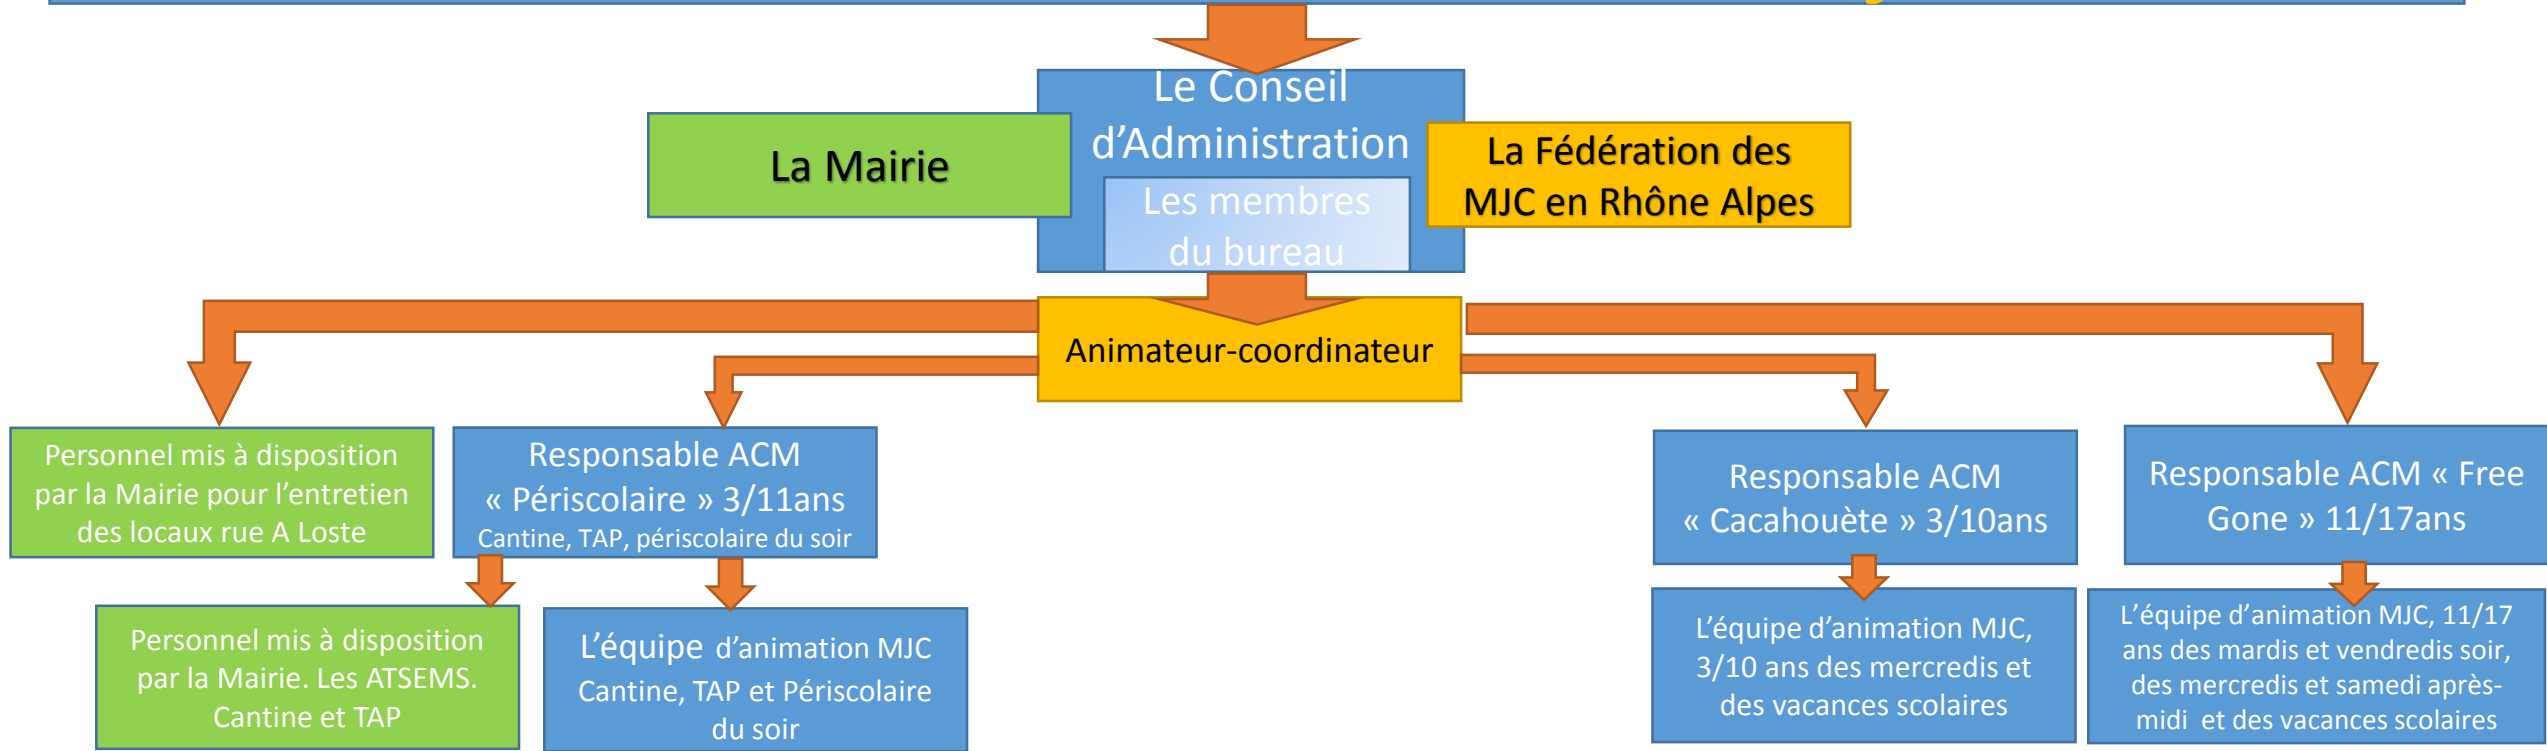 Le Conseil
d'Administration
La Mairie
La Fédération des
MJC en Rhône Alpes
Les membres
du bureau
Animateur-coordinateur
Personnel mis à disposition
par la Mairie pour l'entretien
des locaux rue A Loste
Responsable ACM
« Périscolaire » 3/11ans
Cantine, TAP, périscolaire du soir
Responsable ACM
« Cacahouète » 3/10ans
Responsable ACM « Free
Gone » 11/17ans
Personnel mis à disposition
par la Mairie. Les ATSEMS.
Cantine et TAP
L'équipe d'animation MJC
Cantine, TAP et Périscolaire
du soir
L'équipe d'animation MJC,
3/10 ans des mercredis et
des vacances scolaires
L'équipe d'animation MJC, 11/17
ans des mardis et vendredis soir,
des mercredis et samedi après-
midi et des vacances scolaires